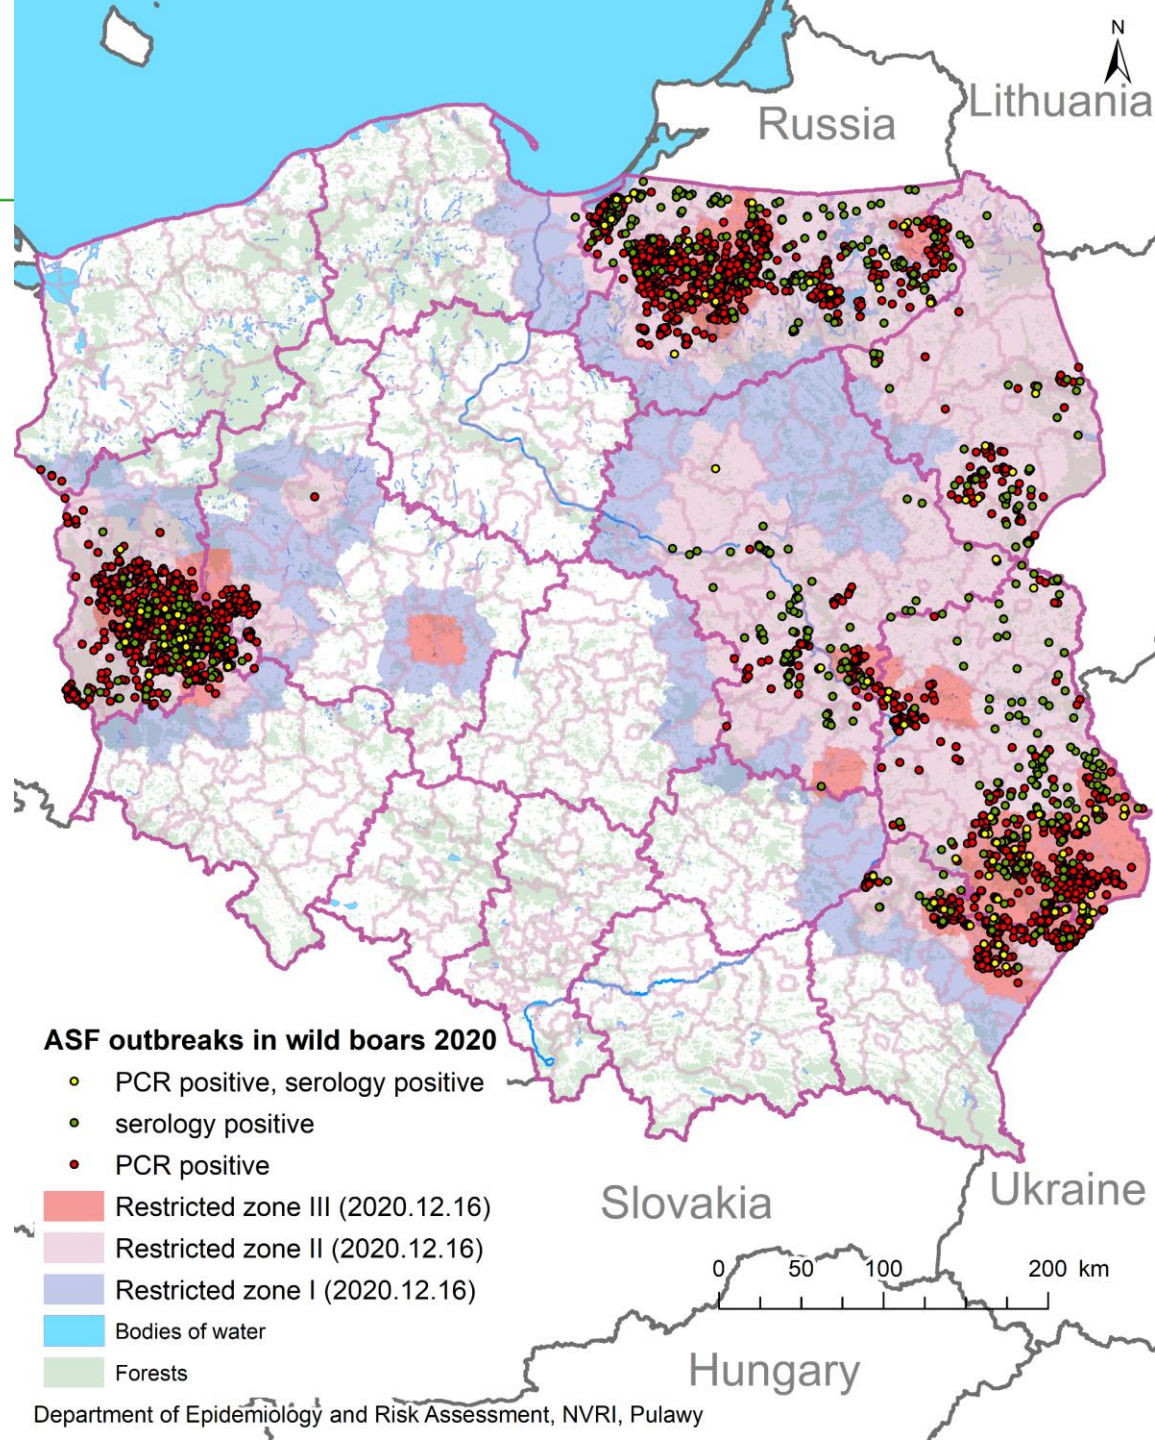 N
Lithuania
Russia
ASF outbreaks in wild boars 2020
PCR positive, serology positive
serology positive
PCR positive
Restricted zone III (2020.12.16)
Restricted zone II (2020.12.16)
Restricted zone I (2020.12.16)
Bodies of water
Forests
Slovakia
Ukraine
0 50 100 200 km
Hungary
Department of Epidemiology and Risk Assessment, NVRI, Pulawy